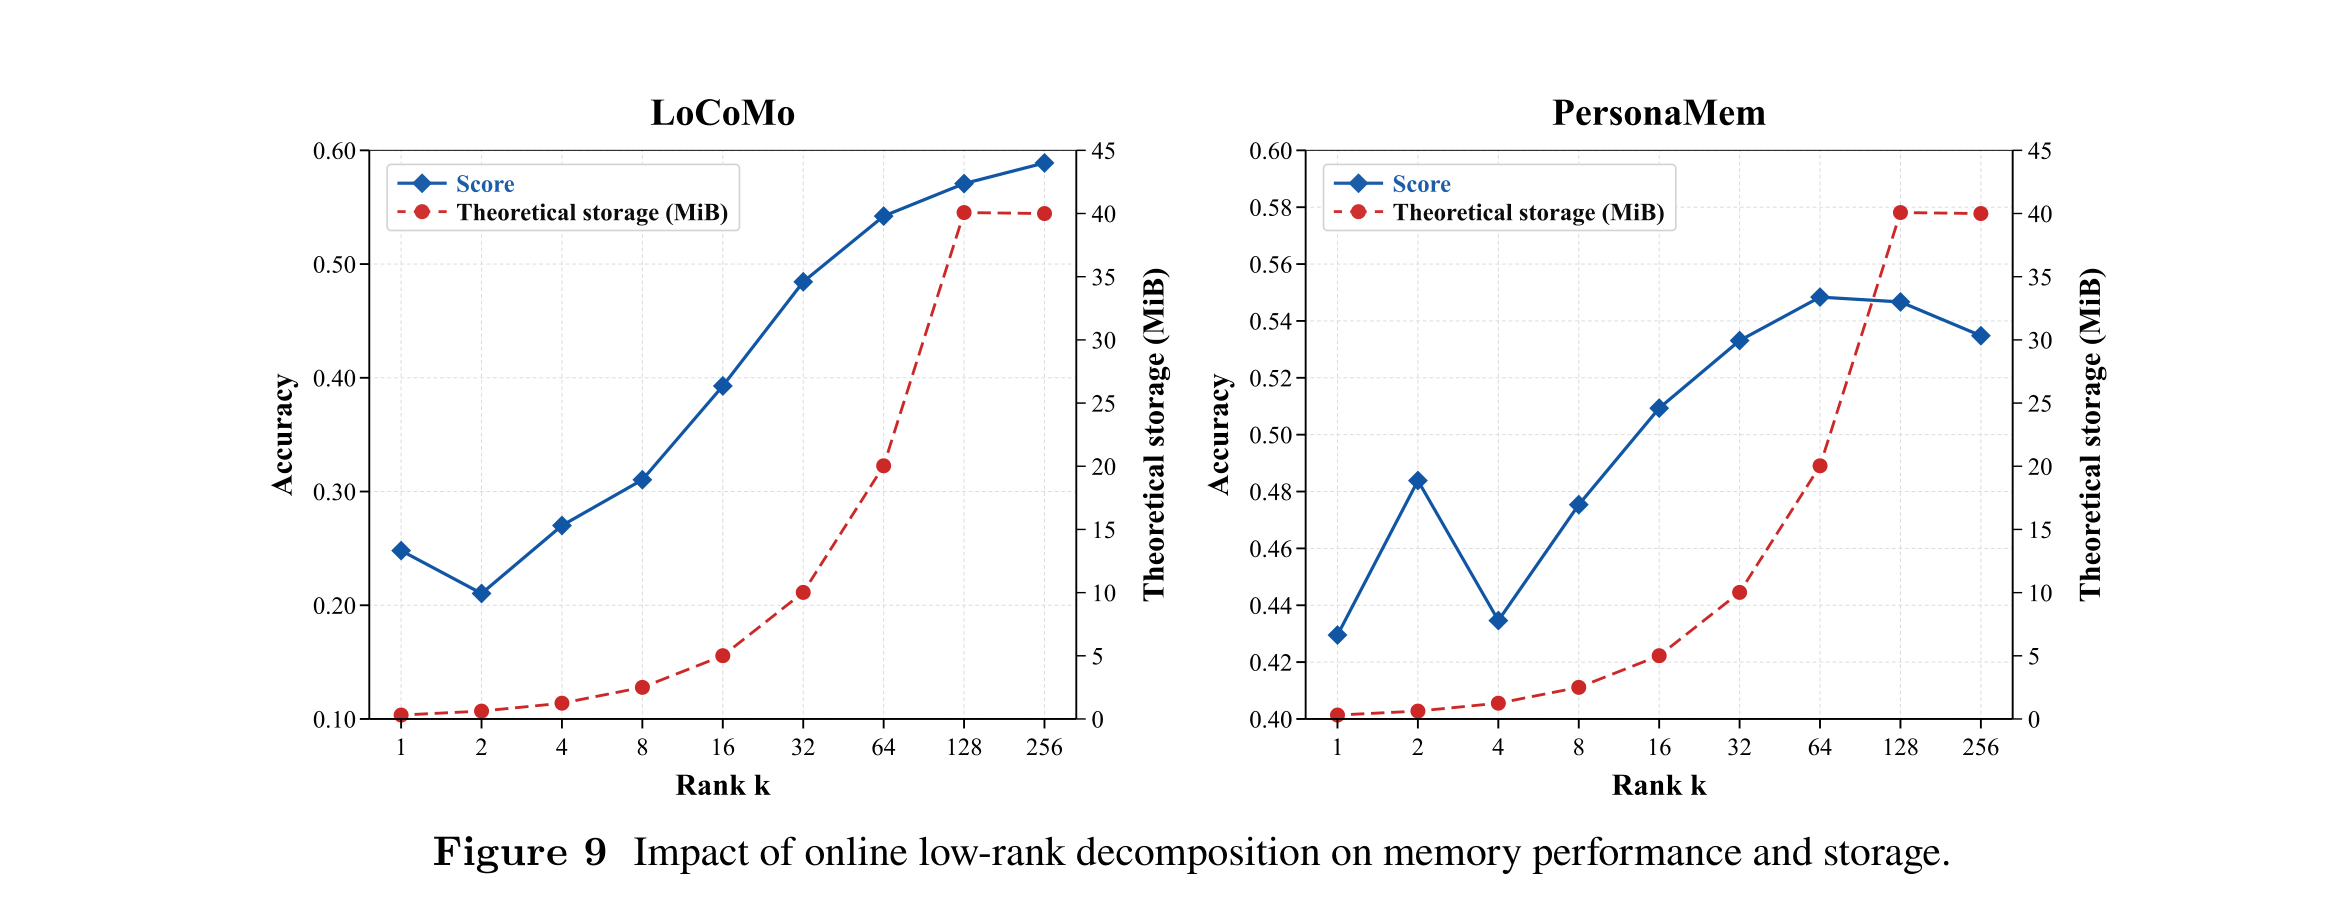 LoCoMo
0.60
0.50
0.40
0.30
0.20
0.10
Accuracy
Score
Theoretical storage (MiB)
45
40
35
30
25
20
15
10
5
0
Theoretical storage (MiB)
1 2 4 8 16 32 64 128 256
Rank k
PersonaMem
0.60
0.58
0.56
0.54
0.52
0.50
0.48
0.46
0.44
0.42
0.40
Accuracy
Score
Theoretical storage (MiB)
45
40
35
30
25
20
15
10
5
0
Theoretical storage (MiB)
1 2 4 8 16 32 64 128 256
Rank k
Figure 9 Impact of online low-rank decomposition on memory performance and storage.